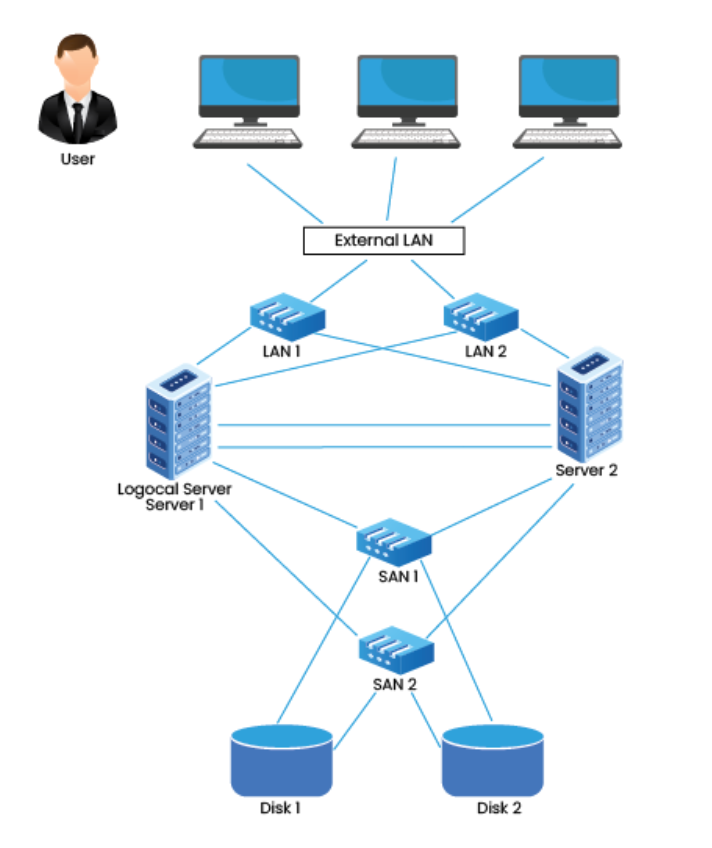 User
External LAN
LAN 1
LAN 2
Logocal Server
Server 1
Server 2
SAN 1
SAN 2
Disk 1
Disk 2